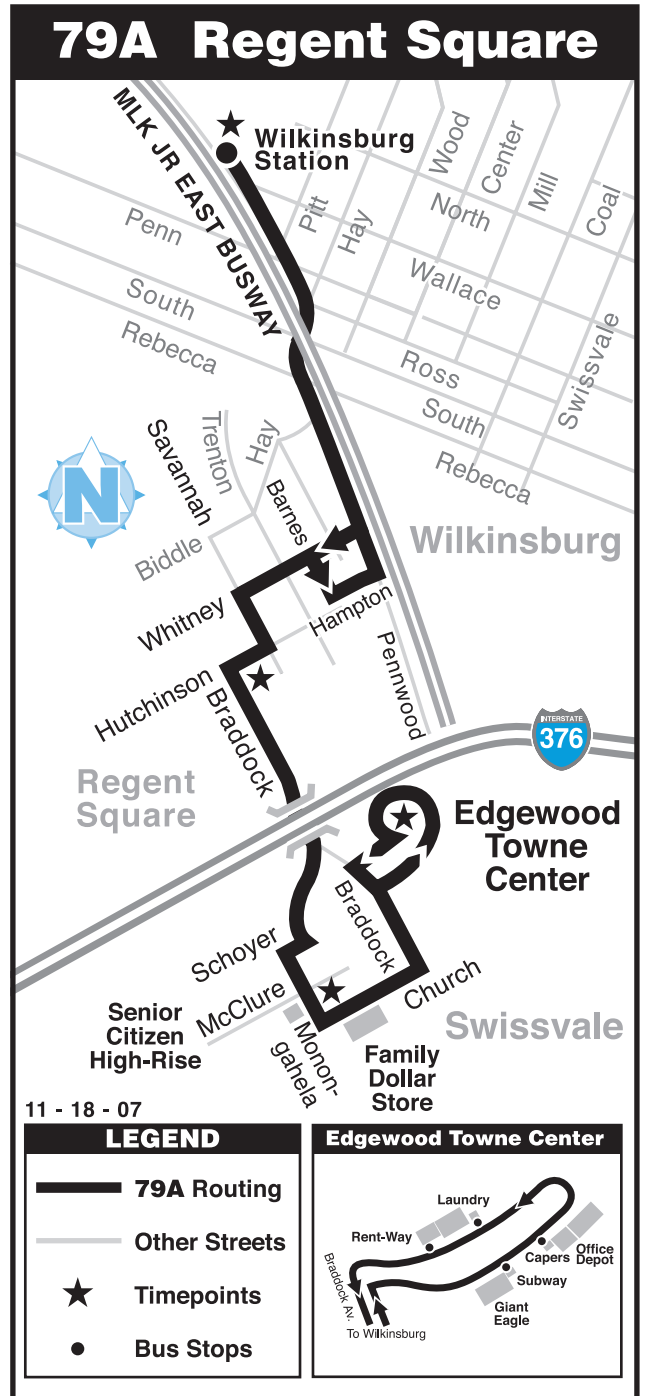 79A Regent Square
MLK JR EAST BUSWAY
Wilkinsburg
Station
Pitt
Hay
Wood
Center
Mill
Coal
North
Penn
Wallace
South
Rebecca
Ross
South
Rebecca
Swissvale
Savannah
Trenton
Hay
Barnes
Biddle
N
Wilkinsburg
Whitney
Hampton
Pennwood
Hutchinson
Braddock
INTERSTATE
376
Regent
Square
Edgewood
Towne
Center
Braddock
Schoyer
Church
McClure
Senior
Citizen
High-Rise
Monon-
gahela
Swissvale
Family
Dollar
Store
11 - 18 - 07
LEGEND
79A Routing
Other Streets
Timepoints
Bus Stops
Edgewood Towne Center
Laundry
Rent-Way
Capers
Office
Depot
Subway
Giant
Eagle
Braddock Av.
To Wilkinsburg